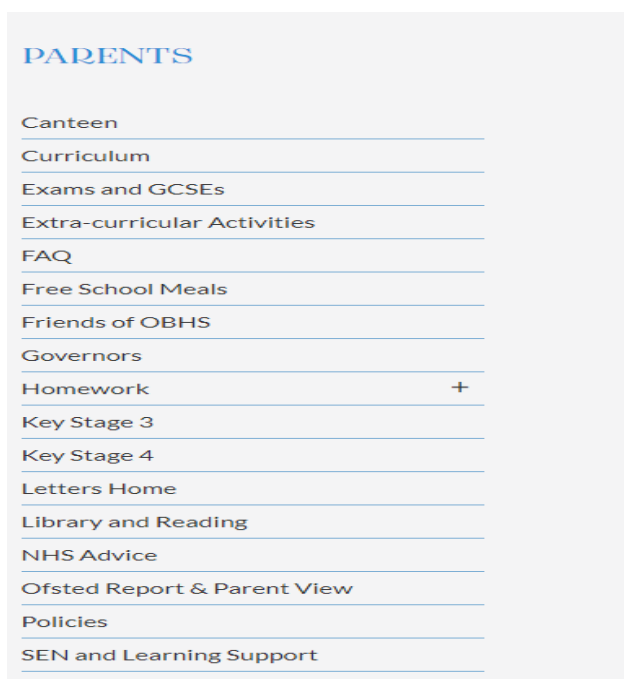 PARENTS
Canteen
Curriculum
Exams and GCSEs
Extra-curricular Activities
FAQ
Free School Meals
Friends of OBHS
Governors
Homework +
Key Stage 3
Key Stage 4
Letters Home
Library and Reading
NHS Advice
Ofsted Report & Parent View
Policies
SEN and Learning Support